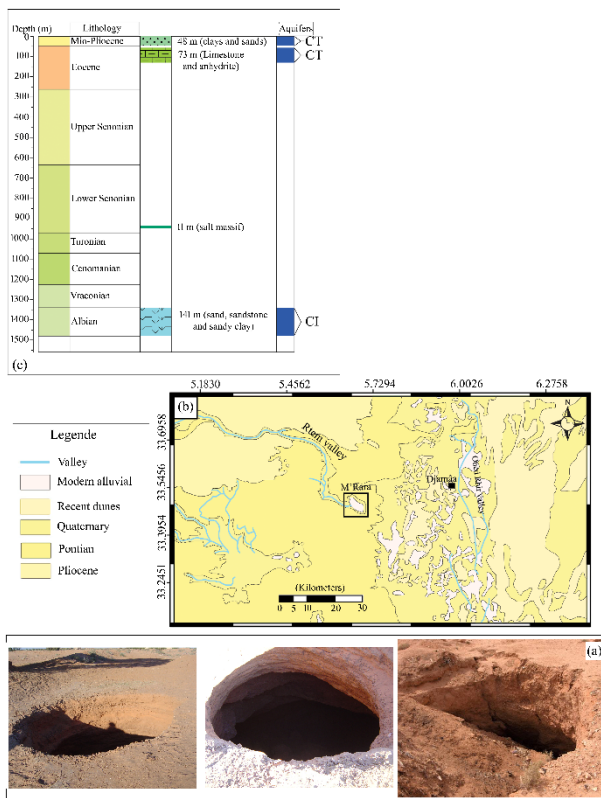 Depth (m) Lithology Aquifers
0
100
200
300
400
500
600
700
800
900
1000
1100
1200
1300
1400
1500
Mio-Pliocene
Eocene
Upper Senonian
Lower Senonian
Turonian
Cenomanian
Vraconian
Albian
48 m (clays and sands)
73 m (Limestone
and anhydrite)
11 m (salt massif)
141 m (sand, sandstone
and sandy clay)
CT
CT
CI
(c)
5,1830 5,4562 5,7294 6,0026 6,2758
33,6958
33,5456
33,3954
33,2451
(b)
N
Rtem valley
M'Rara
Djamaa
valley
(Kilometers)
0 5 10 20 30
Legende
Valley
Modern alluvial
Recent dunes
Quaternary
Pontian
Pliocene
(a)